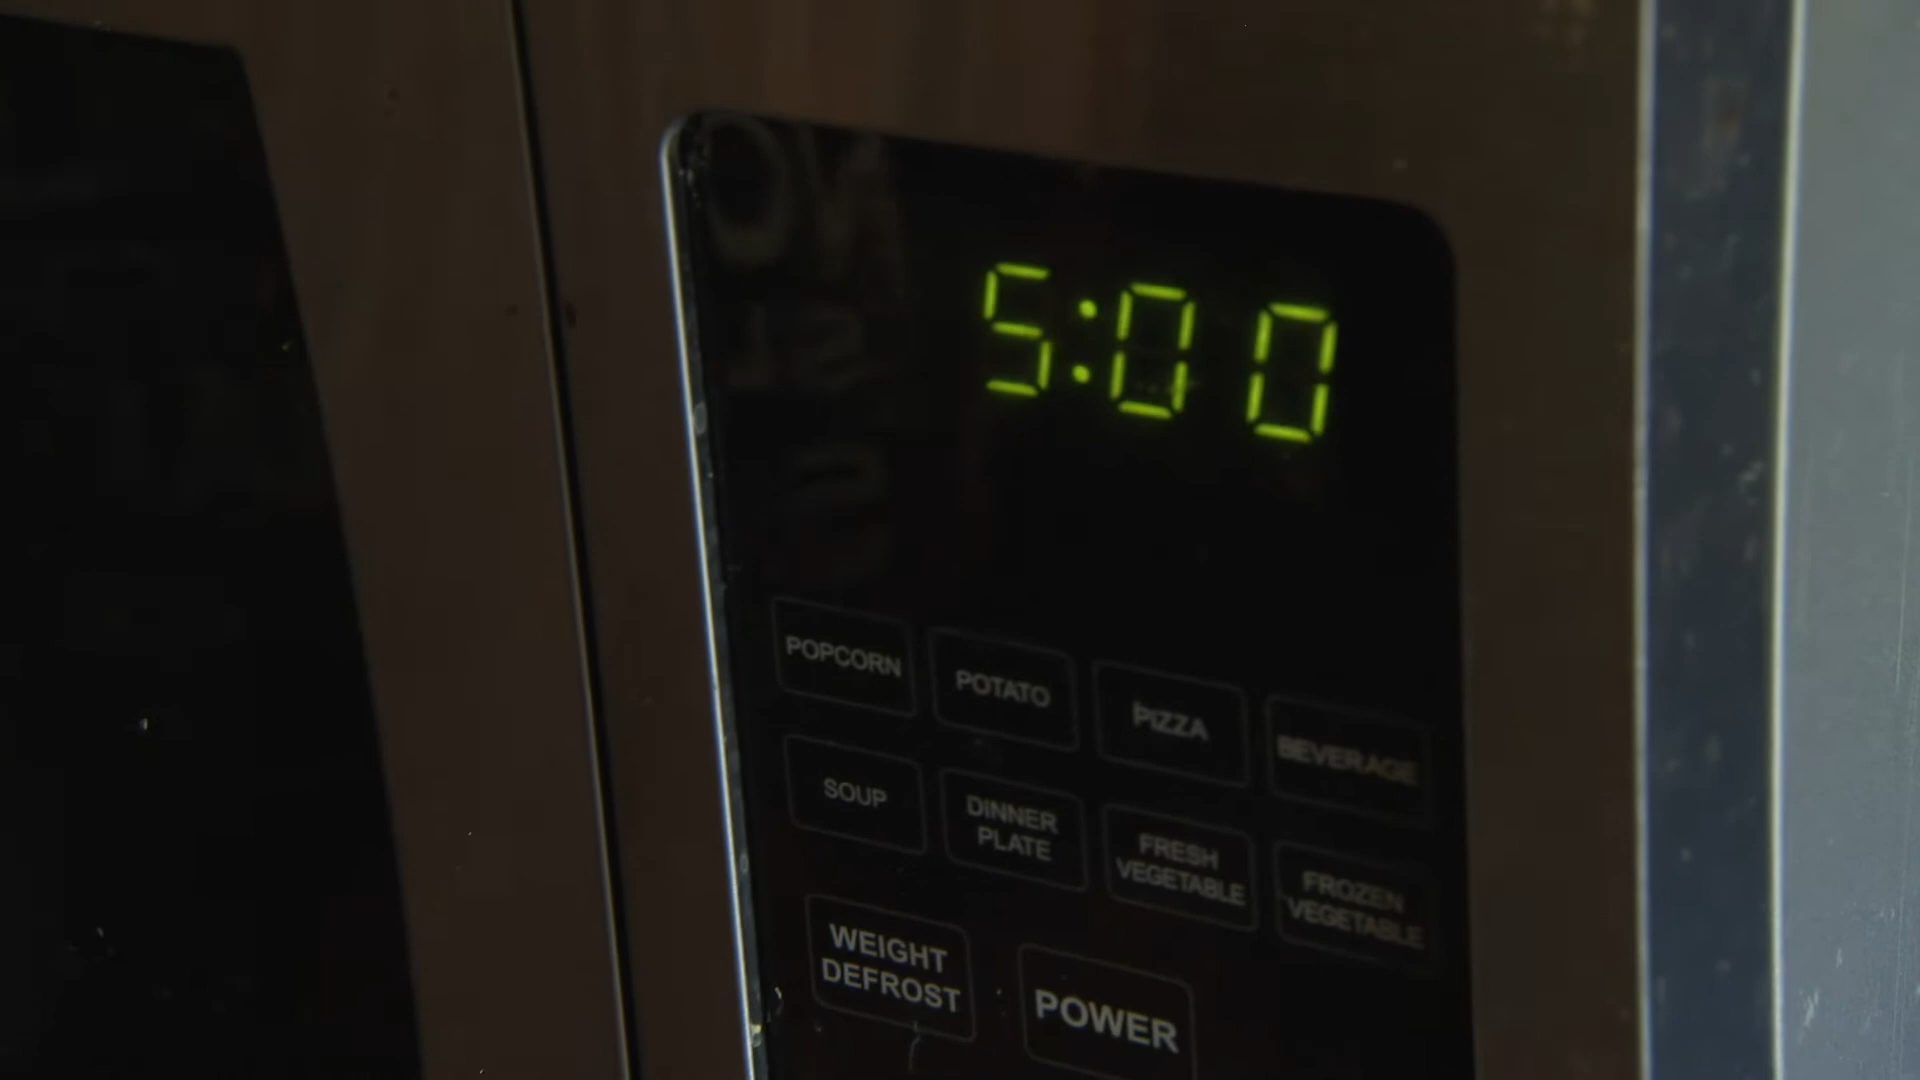 5:00
POPCORN
POTATO
PIZZA
BEVERAGE
SOUP
DINNER
PLATE
FRESH
VEGETABLE
FROZEN
VEGETABLE
WEIGHT
DEFROST
POWER